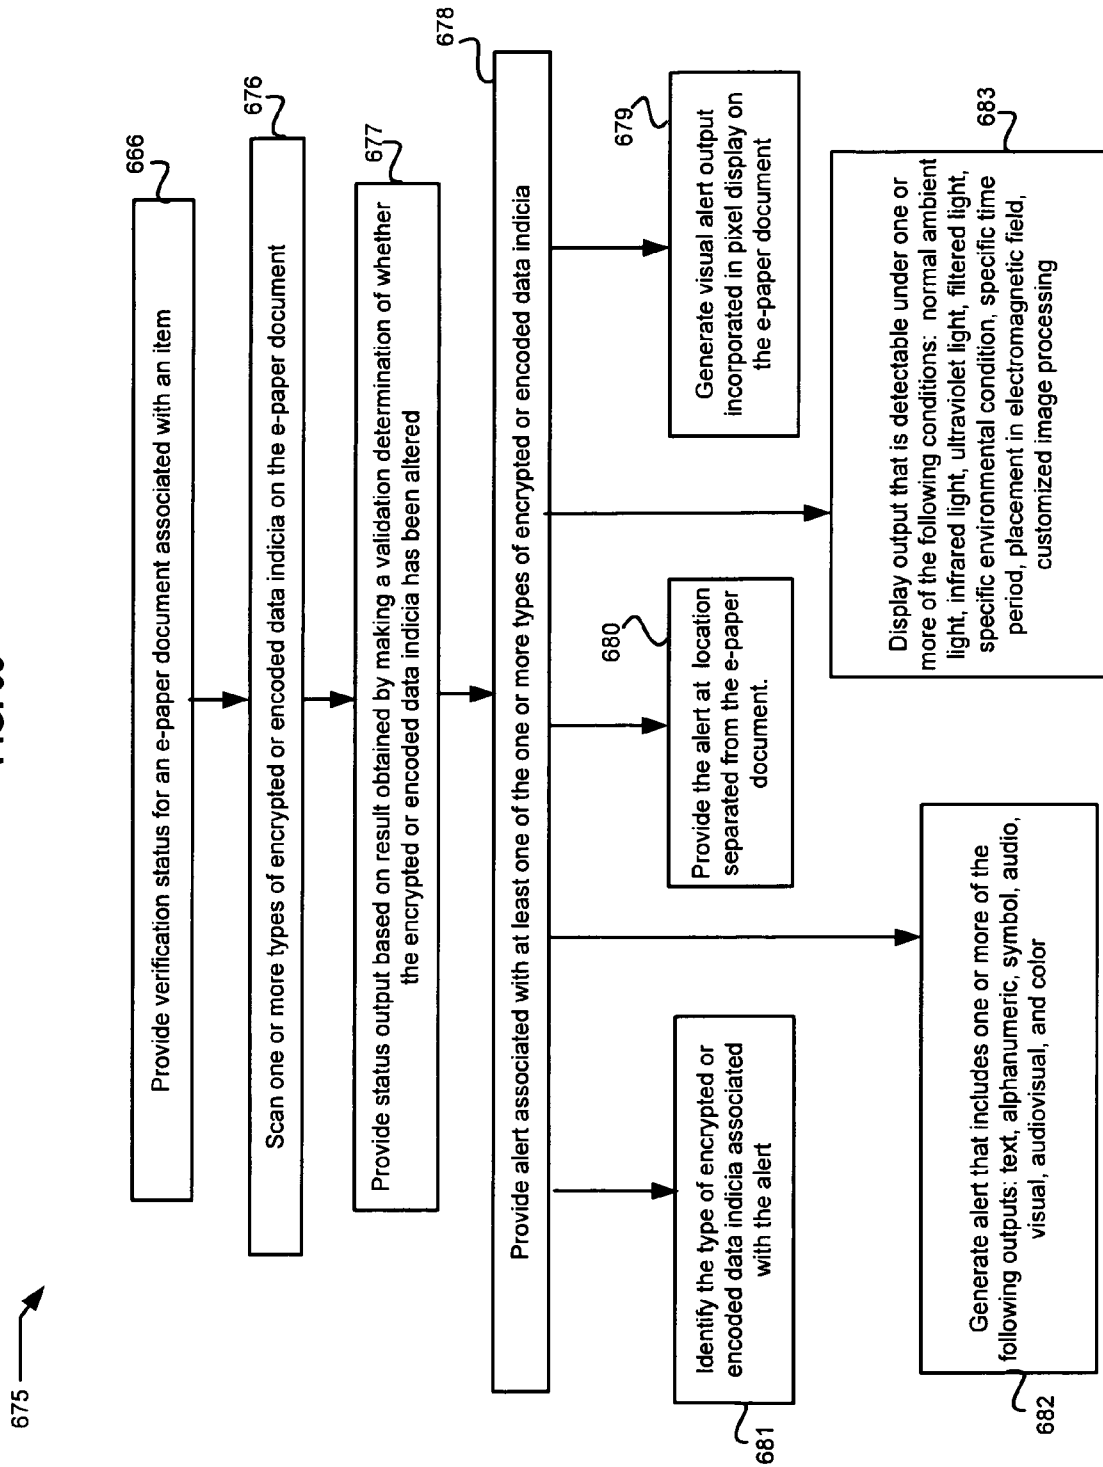 675
666
Provide verification status for an e-paper document associated with an item
676
Scan one or more types of encrypted or encoded data indicia on the e-paper document
677
Provide status output based on result obtained by making a validation determination of whether
the encrypted or encoded data indicia has been altered
678
Provide alert associated with at least one of the one or more types of encrypted or encoded data indicia
681
Identify the type of encrypted or
encoded data indicia associated
with the alert
680
Provide the alert at location
separated from the e-paper
document.
679
Generate visual alert output
incorporated in pixel display on
the e-paper document
682
Generate alert that includes one or more of the
following outputs: text, alphanumeric, symbol, audio,
visual, audiovisual, and color
683
Display output that is detectable under one or
more of the following conditions: normal ambient
light, infrared light, ultraviolet light, filtered light,
specific environmental condition, specific time
period, placement in electromagnetic field,
customized image processing